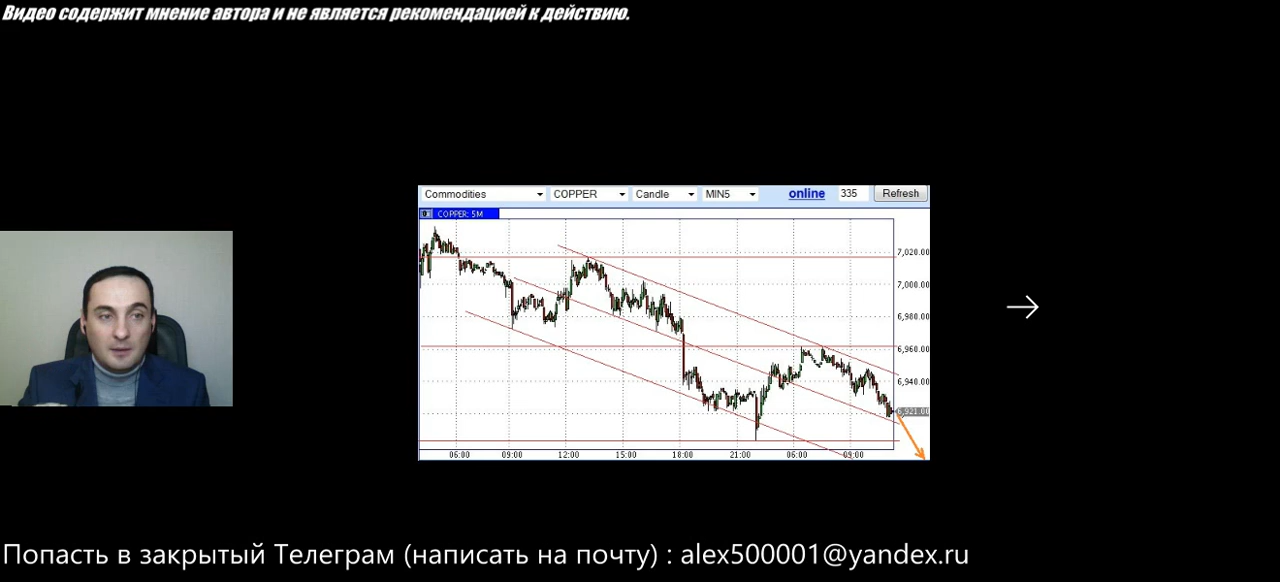 Видео содержит мнение автора и не является рекомендацией к действию.
Commodities COPPER Candle MIN5 online 335 Refresh
COPPER: 5M
7,020.00
7,000.00
6,980.00
6,960.00
6,940.00
6,921.00
06:00 09:00 12:00 15:00 18:00 21:00 06:00 09:00
Попасть в закрытый Телеграм (написать на почту) : alex500001@yandex.ru